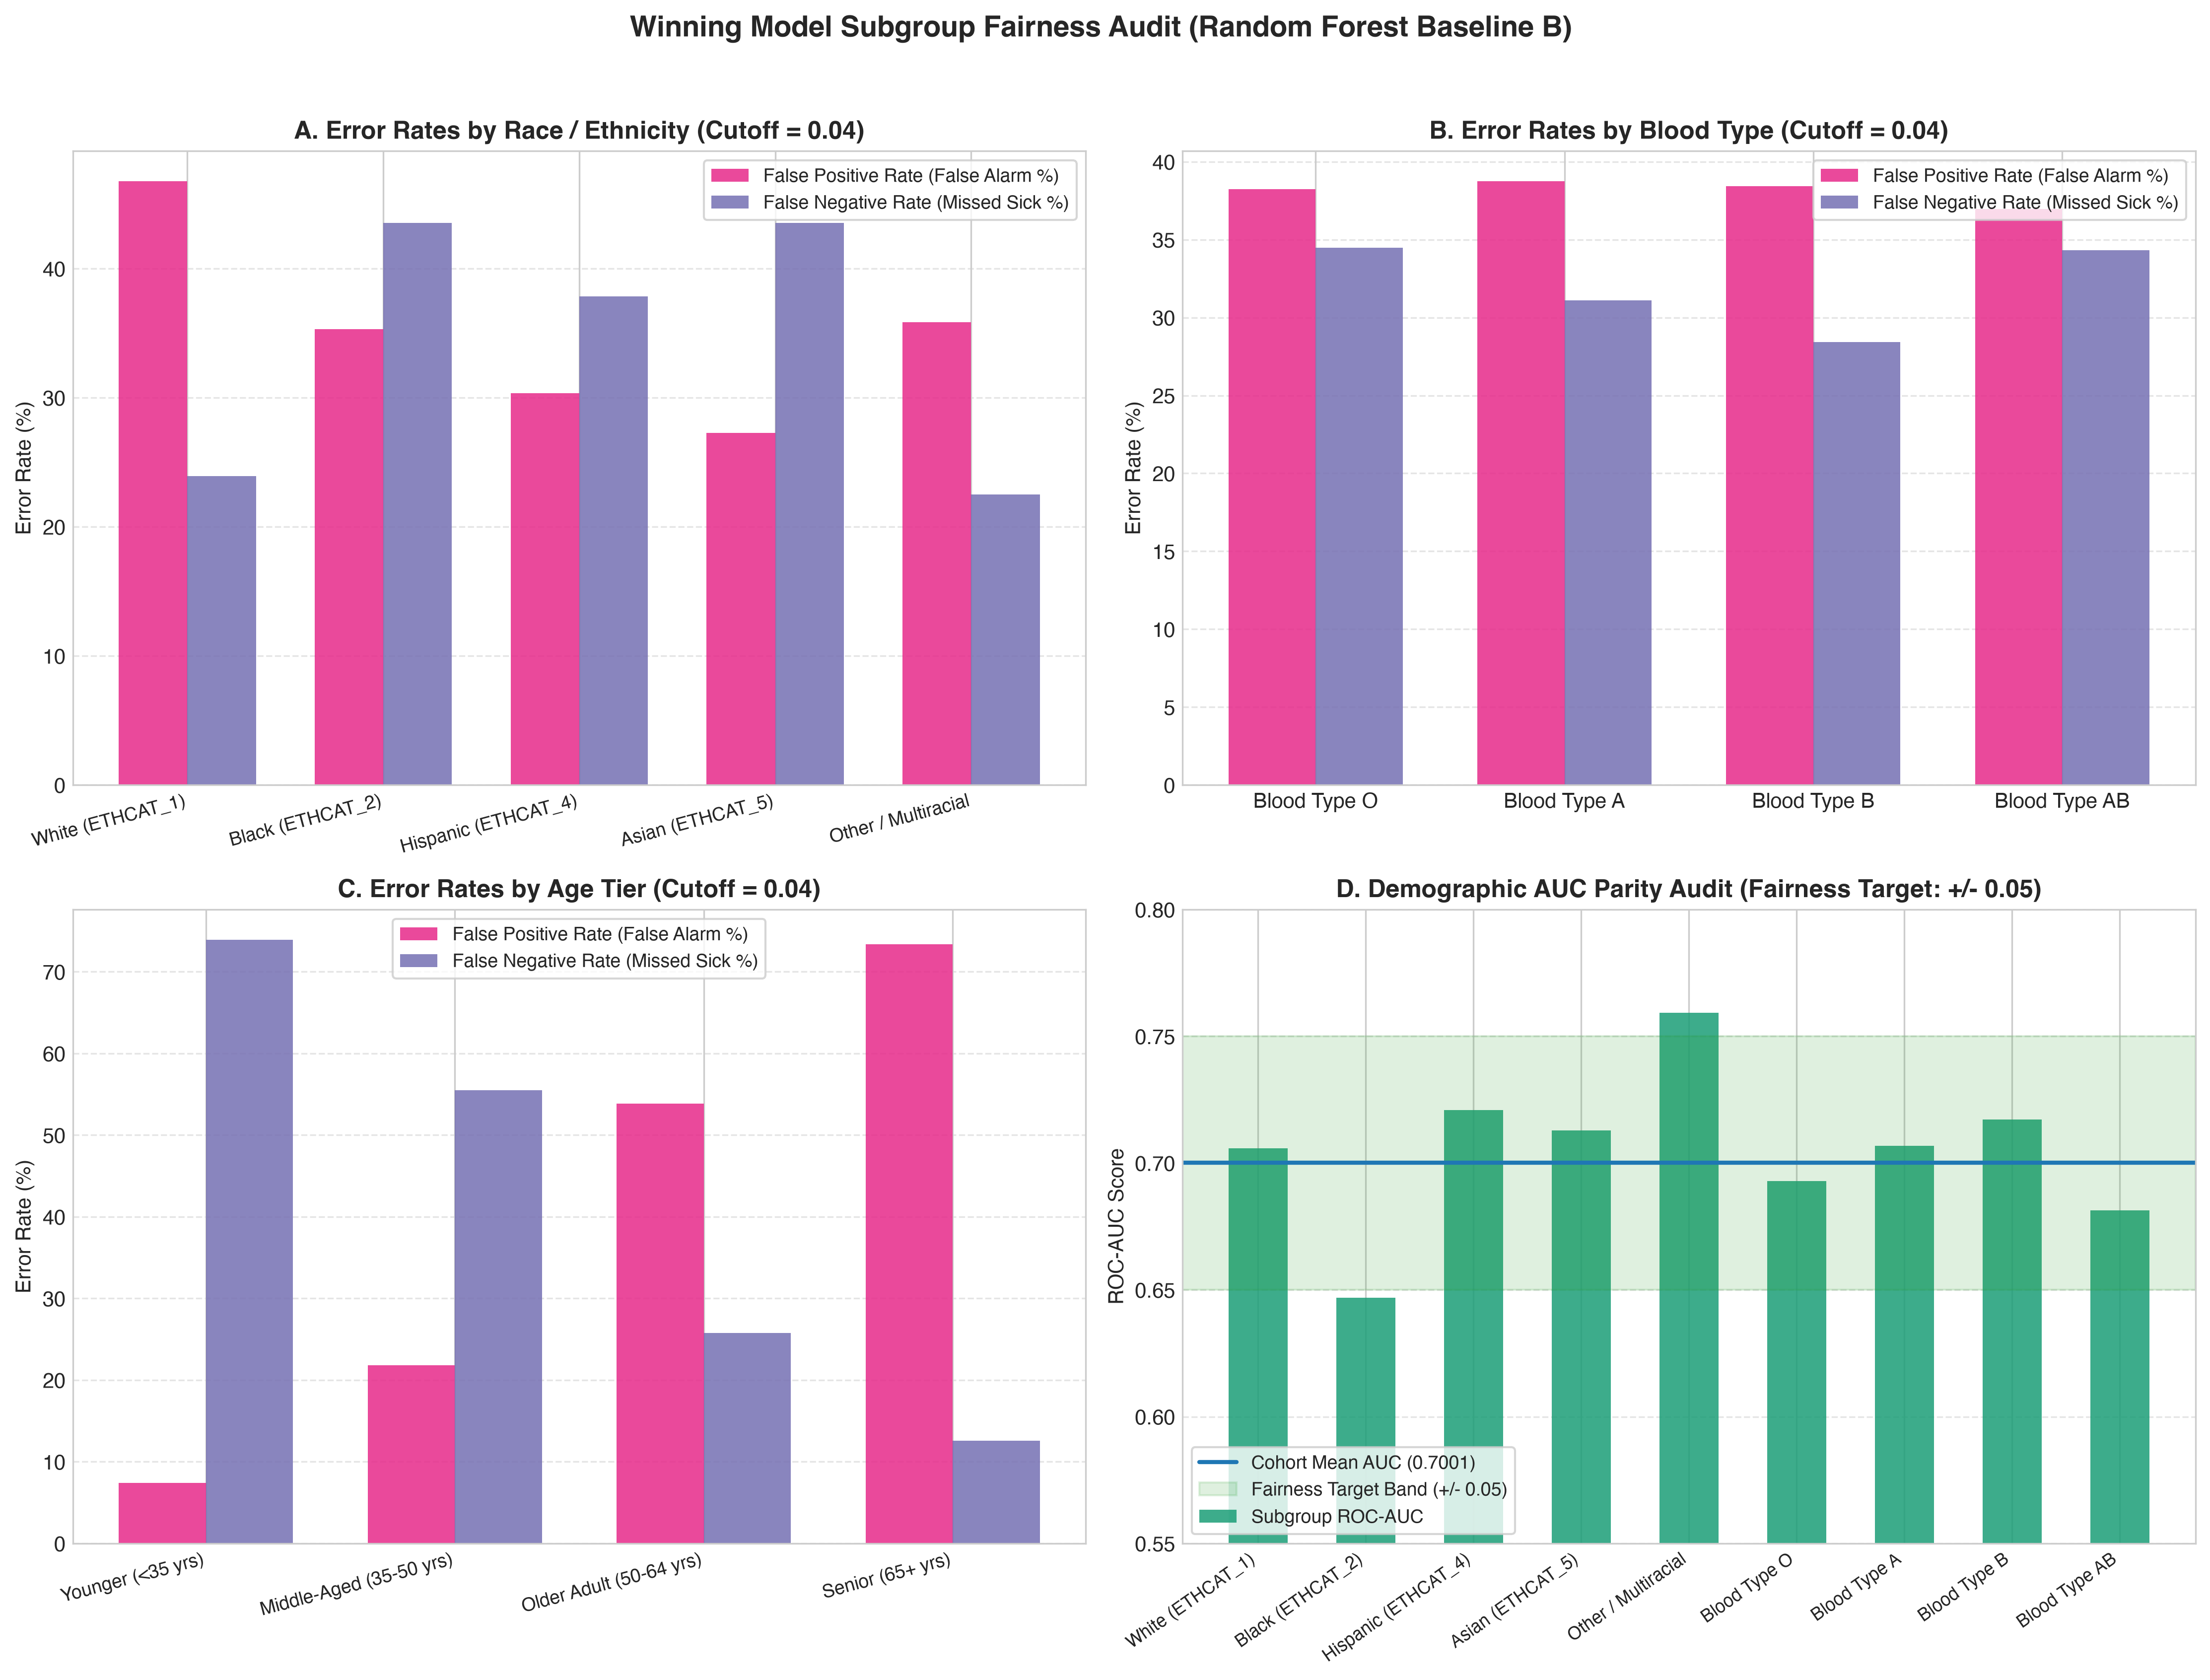 Winning Model Subgroup Fairness Audit (Random Forest Baseline B)
A. Error Rates by Race / Ethnicity (Cutoff = 0.04)
False Positive Rate (False Alarm %)
False Negative Rate (Missed Sick %)
Error Rate (%)
40
30
20
10
0
White (ETHCAT_1)
Black (ETHCAT_2)
Hispanic (ETHCAT_4)
Asian (ETHCAT_5)
Other / Multiracial
B. Error Rates by Blood Type (Cutoff = 0.04)
False Positive Rate (False Alarm %)
False Negative Rate (Missed Sick %)
Error Rate (%)
40
35
30
25
20
15
10
5
0
Blood Type O
Blood Type A
Blood Type B
Blood Type AB
C. Error Rates by Age Tier (Cutoff = 0.04)
False Positive Rate (False Alarm %)
False Negative Rate (Missed Sick %)
Error Rate (%)
70
60
50
40
30
20
10
0
Younger (<35 yrs)
Middle-Aged (35-50 yrs)
Older Adult (50-64 yrs)
Senior (65+ yrs)
D. Demographic AUC Parity Audit (Fairness Target: +/- 0.05)
ROC-AUC Score
0.80
0.75
0.70
0.65
0.60
0.55
Cohort Mean AUC (0.7001)
Fairness Target Band (+/- 0.05)
Subgroup ROC-AUC
White (ETHCAT_1)
Black (ETHCAT_2)
Hispanic (ETHCAT_4)
Asian (ETHCAT_5)
Other / Multiracial
Blood Type O
Blood Type A
Blood Type B
Blood Type AB